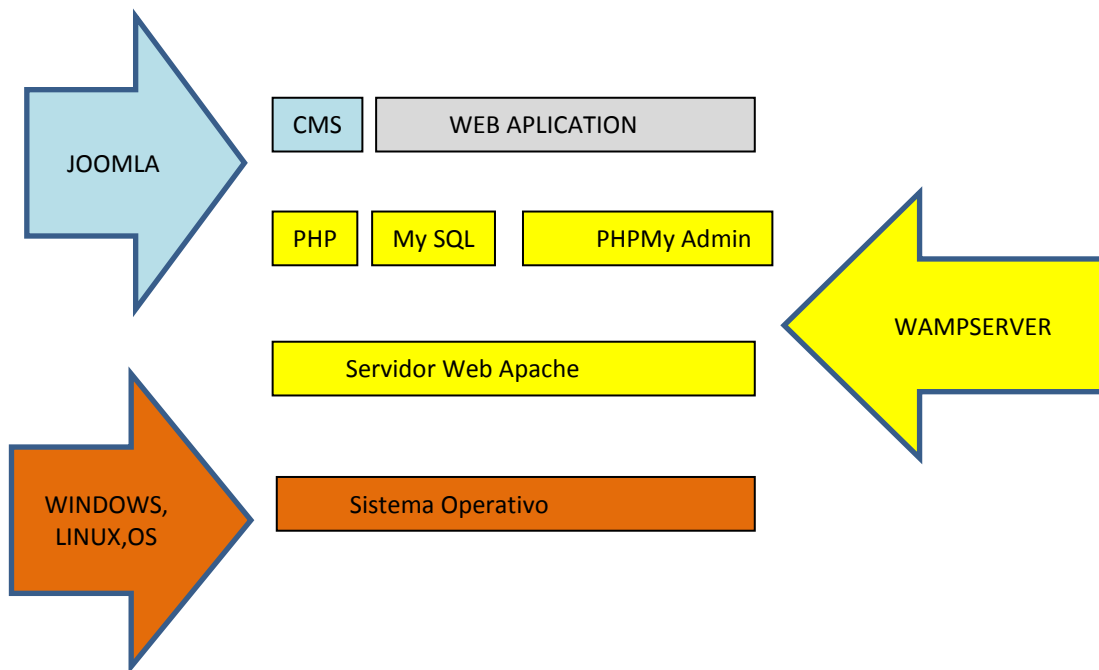 CMS
WEB APLICATION
JOOMLA
PHP
My SQL
PHPMy Admin
WAMPSERVER
Servidor Web Apache
WINDOWS,
LINUX,OS
Sistema Operativo